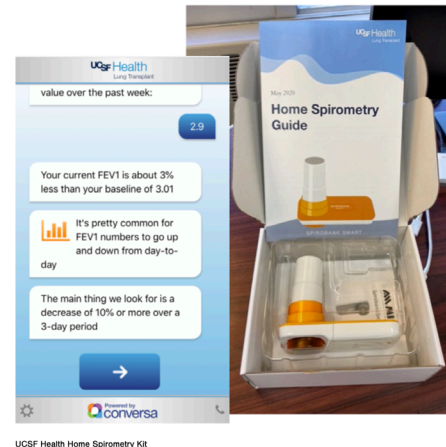 UCSF Health
Lung Transplant
value over the past week:
2.9
Your current FEV1 is about 3%
less than your baseline of 3.01
It's pretty common for
FEV1 numbers to go up
and down from day-to-
day
The main thing we look for is a
decrease of 10% or more over a
3-day period
Powered by
conversa
UCSF Health
Lung Transplant
May 2020
Home Spirometry
Guide
SPIROBANK SMART
UCSF Health Home Spirometry Kit